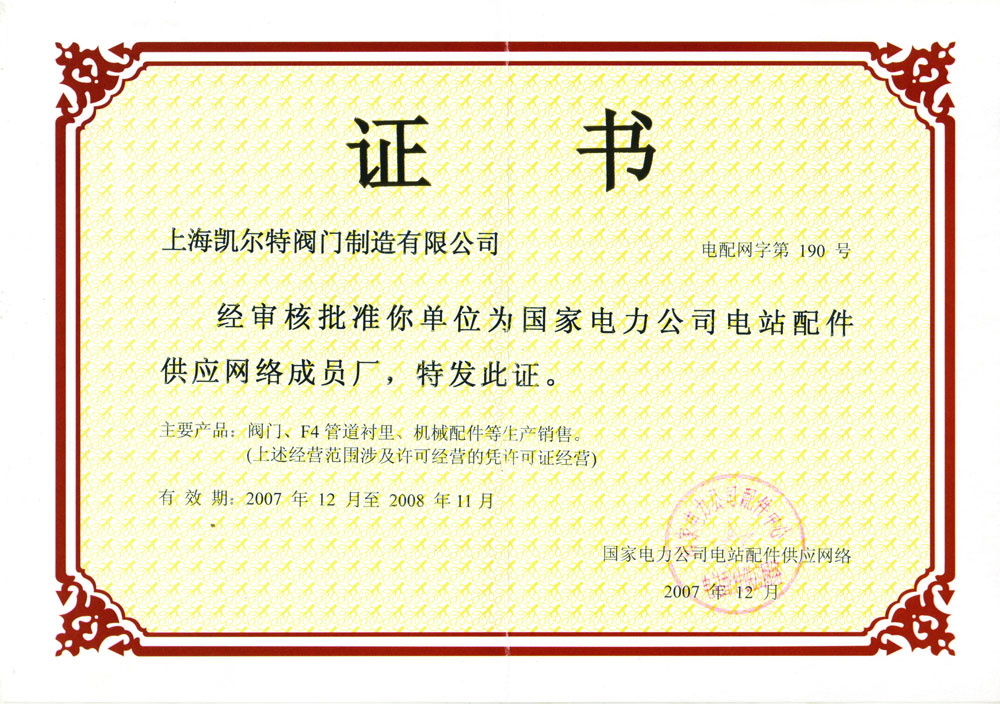 证 书
上海凯尔特阀门制造有限公司
电配网字第 190 号
经审核批准你单位为国家电力公司电站配件
供应网络成员厂，特发此证。
主要产品：阀门、F4管道衬里、机械配件等生产销售。
(上述经营范围涉及许可经营的凭许可证经营)
有 效 期：2007 年 12 月至 2008 年 11月
国家电力公司电站配件供应网络
2007 年 12 月